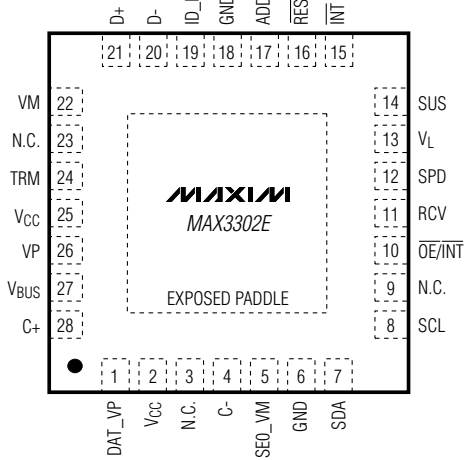 D+
D-
GND
INT
21
20
19
18
17
16
15
VM 22
N.C. 23
TRM 24
VCC 25
VP 26
VBUS 27
C+ 28
14 SUS
13 VL
12 SPD
11 RCV
10 OE/INT
9 N.C.
8 SCL
MAXIM
MAX3302E
EXPOSED PADDLE
1
2
3
4
5
6
7
DAT_VP
VCC
N.C.
C-
SE0_VM
GND
SDA